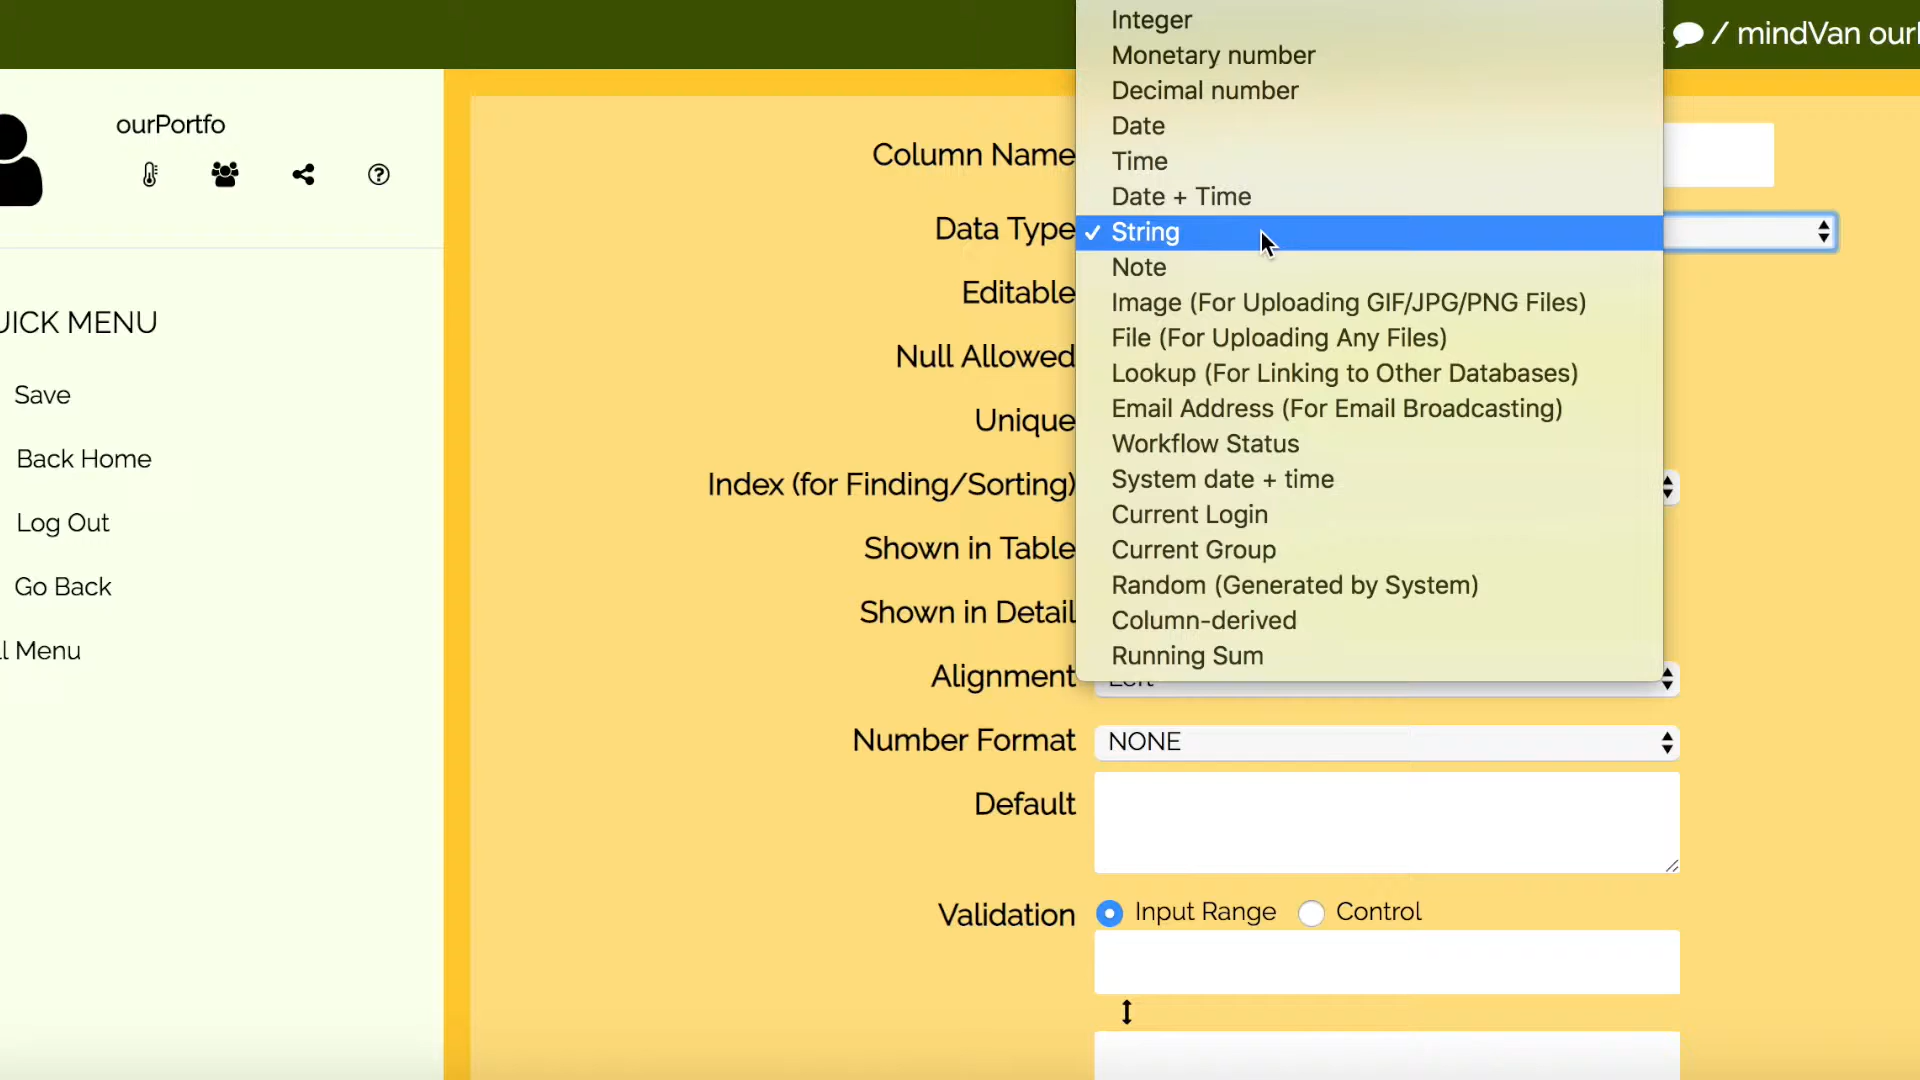 / mindVan our
ourPortfo
UICK MENU
Save
Back Home
Log Out
Go Back
Menu
Column Name
Data Type
Editable
Null Allowed
Unique
Index (for Finding/Sorting)
Shown in Table
Shown in Detail
Alignment
Number Format
Default
Validation
Integer
Monetary number
Decimal number
Date
Time
Date + Time
✓ String
Note
Image (For Uploading GIF/JPG/PNG Files)
File (For Uploading Any Files)
Lookup (For Linking to Other Databases)
Email Address (For Email Broadcasting)
Workflow Status
System date + time
Current Login
Current Group
Random (Generated by System)
Column-derived
Running Sum
Left
NONE
Input Range
Control